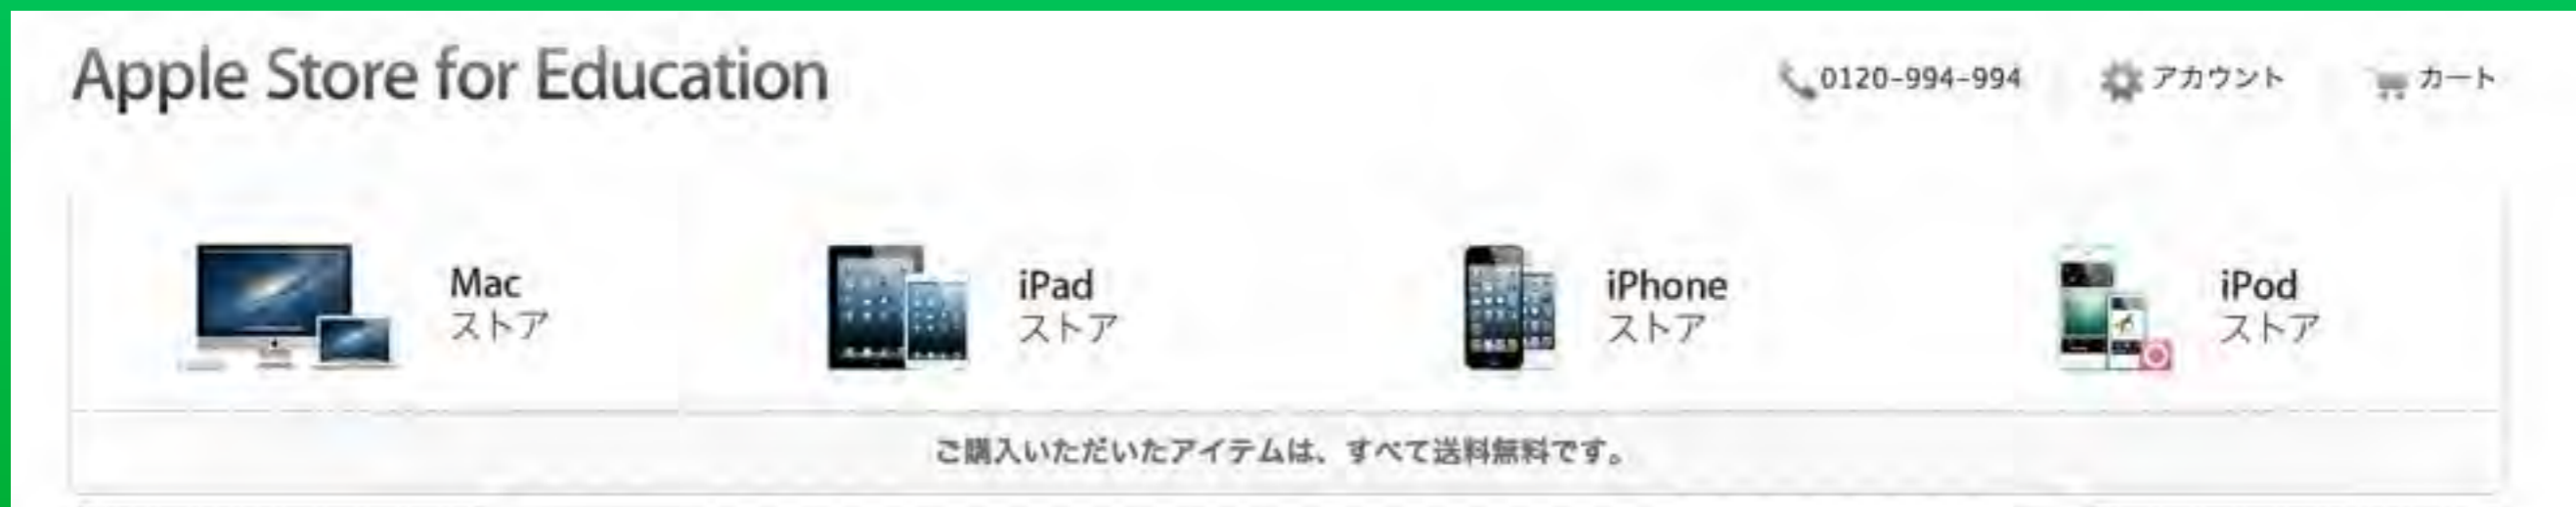 Apple Store for Education
0120-994-994 アカウント カート
Mac
ストア
iPad
ストア
iPhone
ストア
iPod
ストア
ご購入いただいたアイテムは、すべて送料無料です。